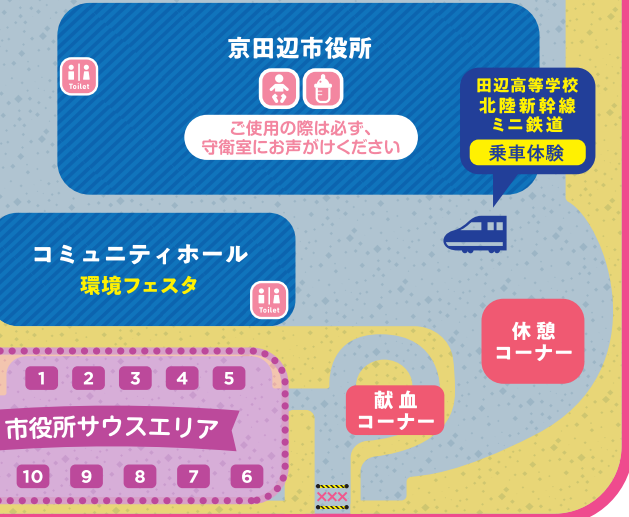 京田辺市役所
Toilet
ご使用の際は必ず、
守衛室にお声がけください
田辺高等学校
北陸新幹線
ミニ鉄道
乗車体験
コミュニティホール
環境フェスタ
Toilet
休憩
コーナー
献血
コーナー
1 2 3 4 5
市役所サウスエリア
10 9 8 7 6
×××